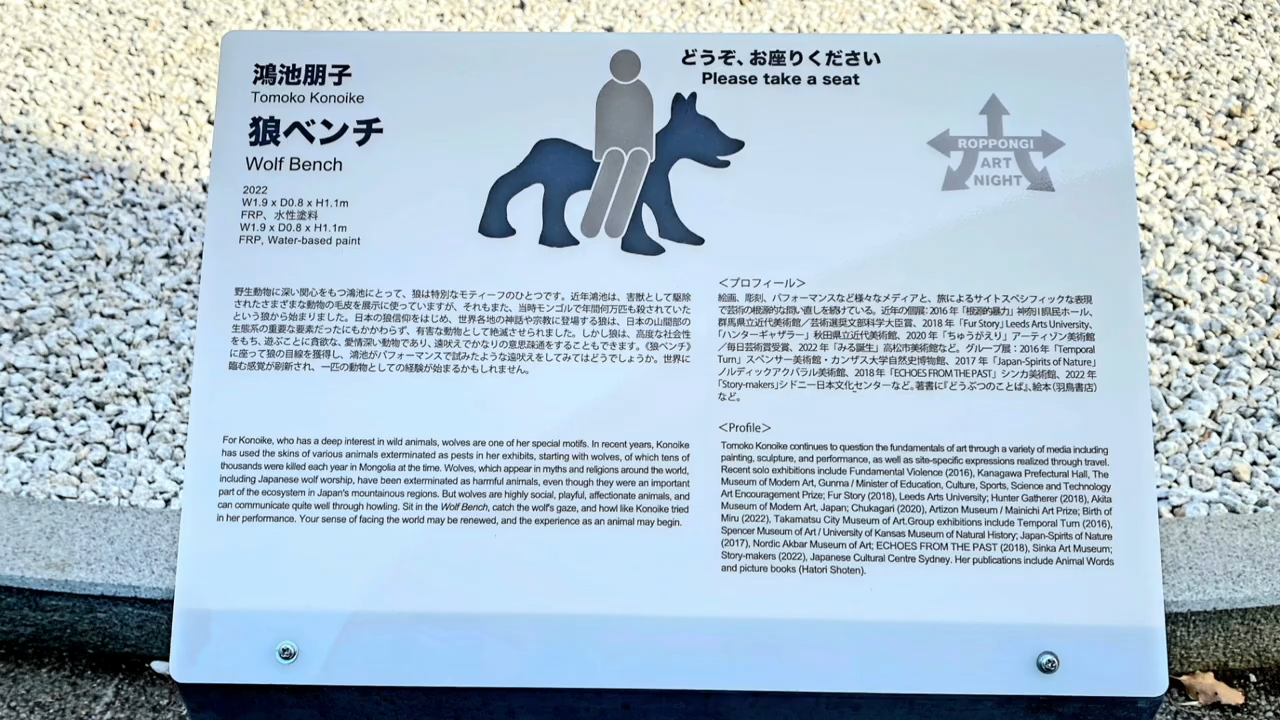 鴻池朋子
Tomoko Konoike
狼ベンチ
Wolf Bench
2022
W1.9 x D0.8 x H1.1m
FRP、水性塗料
W1.9 x D0.8 x H1.1m
FRP, Water-based paint
どうぞ、お座りください
Please take a seat
ROPPONGI
ART
NIGHT
野生動物に深い関心をもつ鴻池にとって、狼は特別なモティーフのひとつです。近年鴻池は、害獣として駆除
されたさまざまな動物の毛皮を展示に使っていますが、それもまた、当時モンゴルで年間何万匹も殺されていた
という狼から始まりました。日本の狼信仰をはじめ、世界各地の神話や宗教に登場する狼は、日本の山間部の
生態系の重要な要素だったにもかかわらず、有害な動物として絶滅させられました。しかし狼は、高度な社会性
をもち、遊ぶことに貪欲な、愛情深い動物であり、遠吠えでかなりの意思疎通をすることもできます。《狼ベンチ》
に座って狼の目線を獲得し、鴻池がパフォーマンスで試みたような遠吠えをしてみてはどうでしょうか。世界に
臨む感覚が刷新され、一匹の動物としての経験が始まるかもしれません。
For Konoike, who has a deep interest in wild animals, wolves are one of her special motifs. In recent years, Konoike
has used the skins of various animals exterminated as pests in her exhibits, starting with wolves, of which tens of
thousands were killed each year in Mongolia at the time. Wolves, which appear in myths and religions around the world,
including Japanese wolf worship, have been exterminated as harmful animals, even though they were an important
part of the ecosystem in Japan's mountainous regions. But wolves are highly social, playful, affectionate animals, and
can communicate quite well through howling. Sit in the Wolf Bench, catch the wolf's gaze, and howl like Konoike tried
in her performance. Your sense of facing the world may be renewed, and the experience as an animal may begin.
＜プロフィール＞
絵画、彫刻、パフォーマンスなど様々なメディアと、旅によるサイトスペシフィックな表現
で芸術の根源的な問い直しを続けている。近年の個展：2016年「根源的暴力」神奈川県民ホール、
群馬県立近代美術館／芸術選奨文部科学大臣賞、2018年「Fur Story」Leeds Arts University、
「ハンターギャザラー」秋田県立近代美術館、2020年「ちゅうがえり」アーティゾン美術館
／毎日芸術賞受賞、2022年「みる誕生」高松市美術館など。グループ展：2016年「Temporal
Turn」スペンサー美術館・カンザス大学自然史博物館、2017年「Japan-Spirits of Nature」
ノルディックアクバラル美術館、2018年「ECHOES FROM THE PAST」シンカ美術館、2022年
「Story-makers」シドニー日本文化センターなど。著書に『どうぶつのことば』、絵本（羽鳥書店）
など。
＜Profile＞
Tomoko Konoike continues to question the fundamentals of art through a variety of media including
painting, sculpture, and performance, as well as site-specific expressions realized through travel.
Recent solo exhibitions include Fundamental Violence (2016), Kanagawa Prefectural Hall, The
Museum of Modern Art, Gunma / Minister of Education, Culture, Sports, Science and Technology
Art Encouragement Prize; Fur Story (2018), Leeds Arts University; Hunter Gatherer (2018), Akita
Museum of Modern Art, Japan; Chukagari (2020), Artizon Museum / Mainichi Art Prize; Birth of
Miru (2022), Takamatsu City Museum of Art.Group exhibitions include Temporal Turn (2016),
Spencer Museum of Art / University of Kansas Museum of Natural History; Japan-Spirits of Nature
(2017), Nordic Akbar Museum of Art; ECHOES FROM THE PAST (2018), Sinka Art Museum;
Story-makers (2022), Japanese Cultural Centre Sydney. Her publications include Animal Words
and picture books (Hatori Shoten).